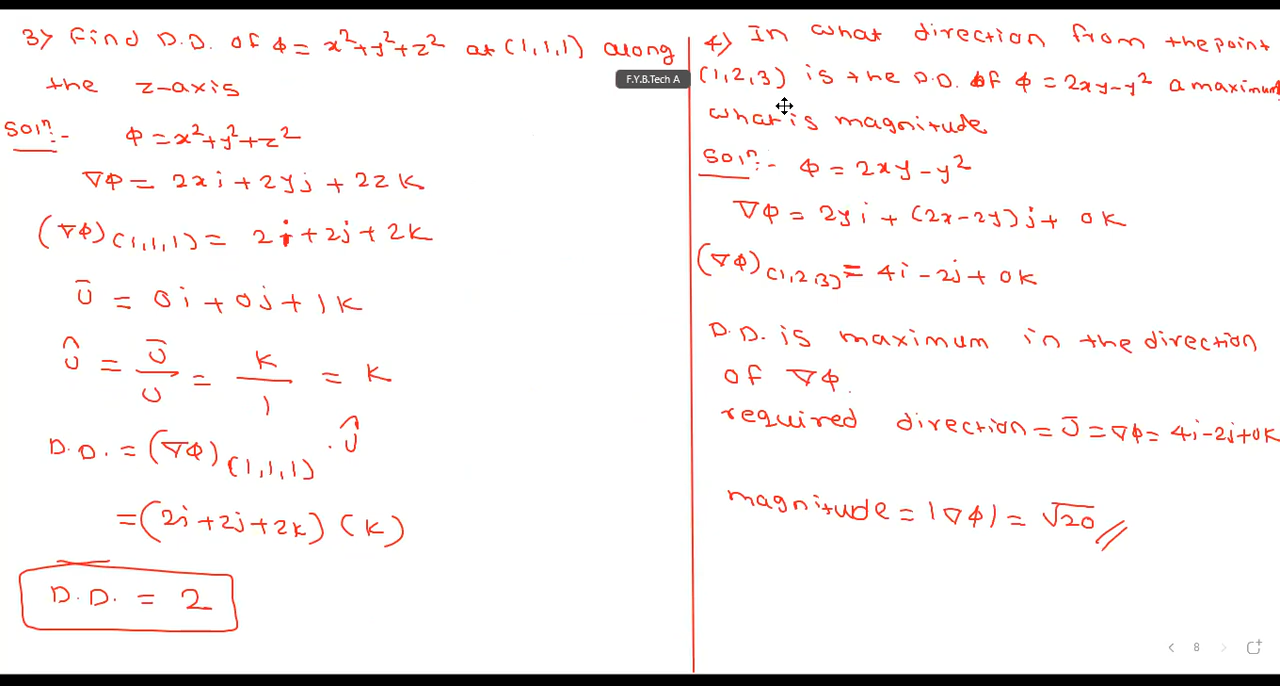 3) Find D.D. of Φ = x²+y²+z² at (1,1,1) along
the z-axis
Solⁿ:- Φ = x²+y²+z²
∇Φ = 2xi + 2yj + 2zk
(∇Φ)(1,1,1) = 2i + 2j + 2k
Ū = 0i + 0j + 1k
Û = Ū/U = k/1 = k
D.D. = (∇Φ)(1,1,1) · Û
= (2i+2j+2k) (k)
D.D. = 2
F.Y.B.Tech A
4) In what direction from the point
(1,2,3) is the D.D. of Φ = 2xy-y² a maximum
what is magnitude
Solⁿ:- Φ = 2xy - y²
∇Φ = 2yi + (2x-2y)j + 0k
(∇Φ)(1,2,3) = 4i - 2j + 0k
D.D. is maximum in the direction
of ∇Φ.
required direction = Ū = ∇Φ = 4i-2j+0k
magnitude = |∇Φ| = √20 //
8